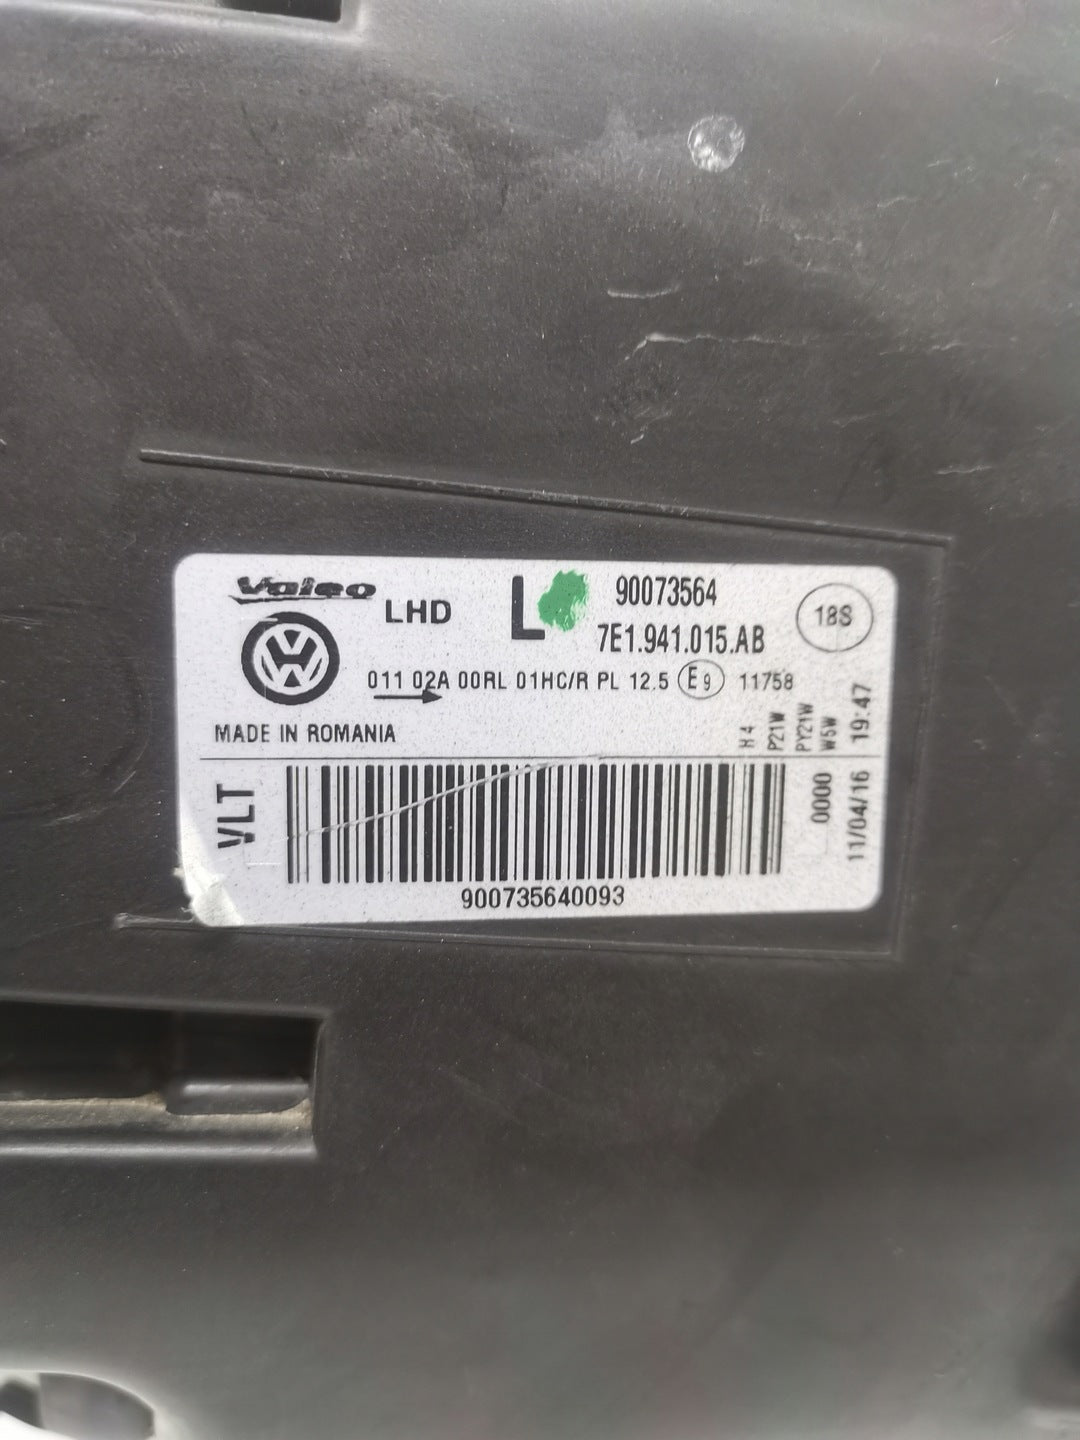 Valeo LHD L 90073564
7E1.941.015.AB
18S
011 02A 00RL 01HC/R PL 12.5 E9 11758
MADE IN ROMANIA
H4
P21W
PY21W
W5W
19:47
VLT
0000
11/04/16
900735640093